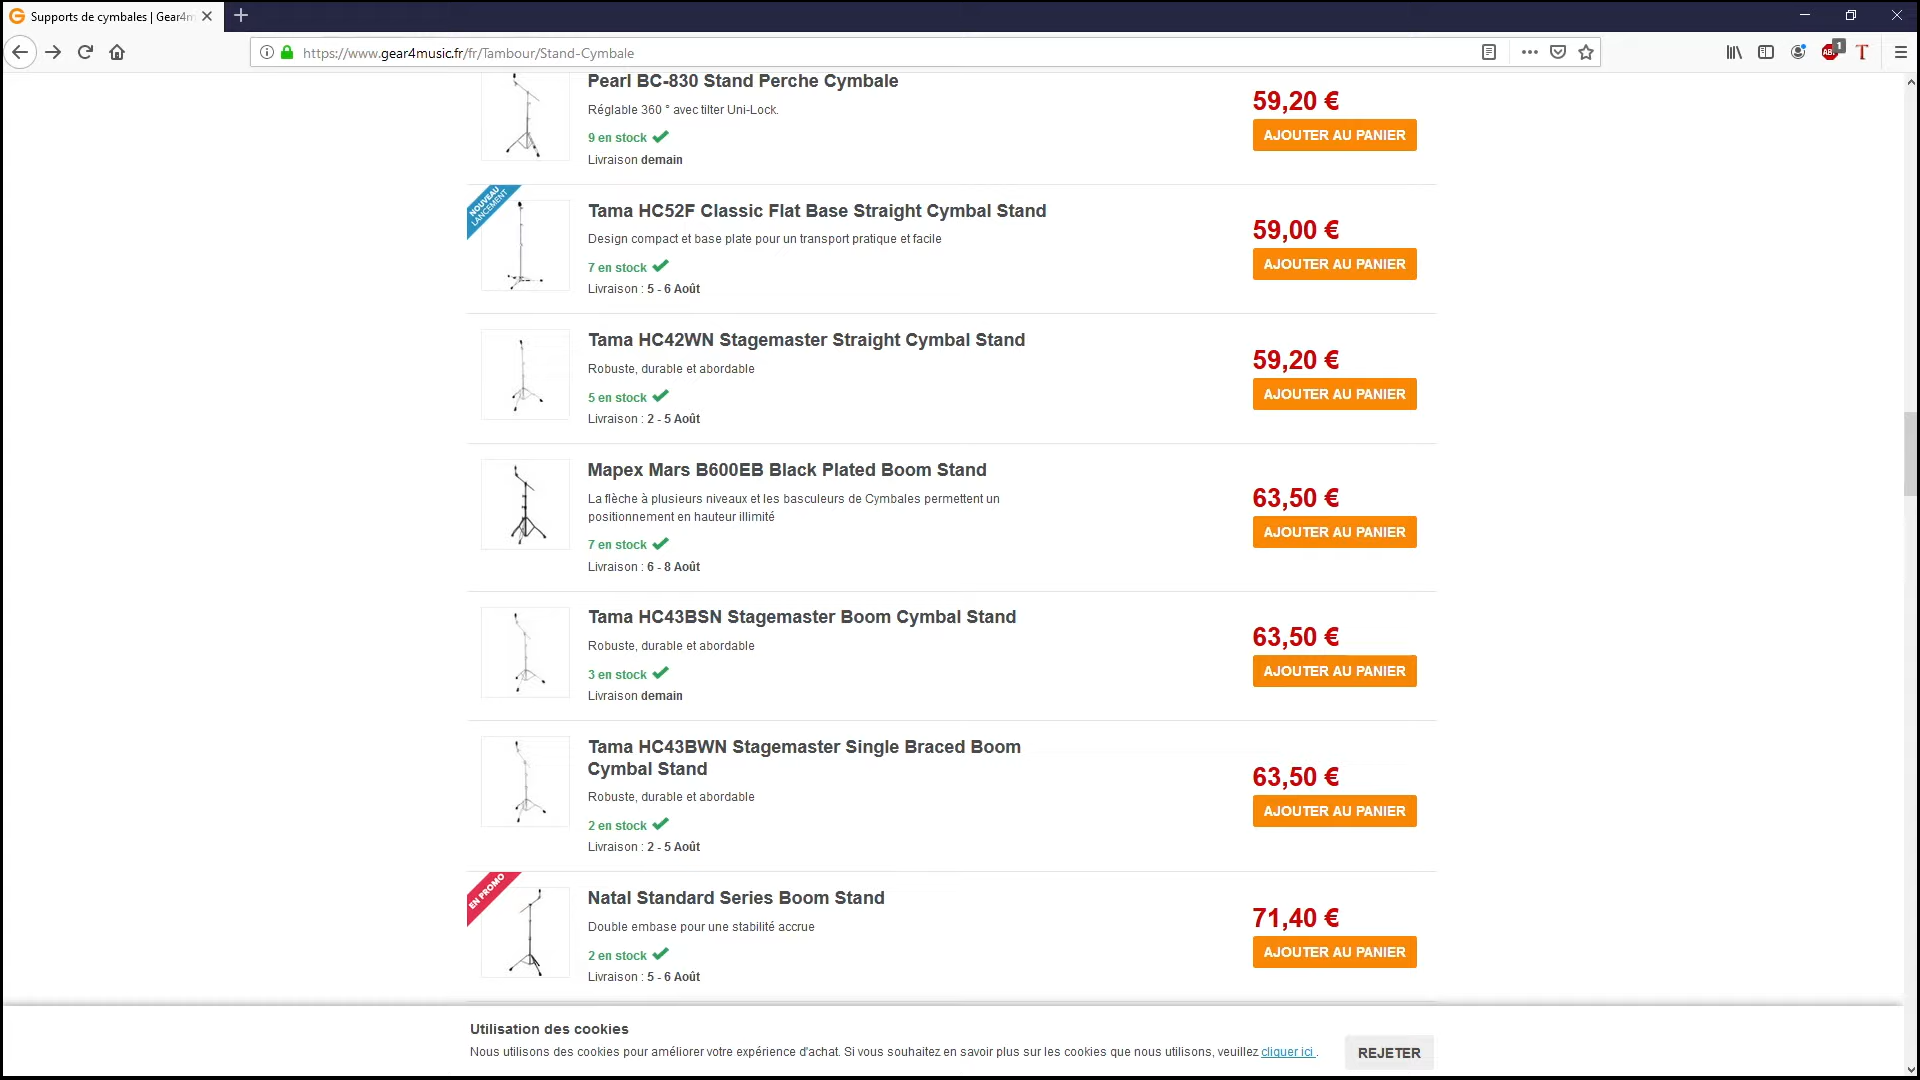 Supports de cymbales | Gear4m
https://www.gear4music.fr/fr/Tambour/Stand-Cymbale
1
T
Pearl BC-830 Stand Perche Cymbale
Réglable 360 ° avec tilter Uni-Lock.
9 en stock
Livraison demain
59,20 €
AJOUTER AU PANIER
NOUVEAU
LANCEMENT
Tama HC52F Classic Flat Base Straight Cymbal Stand
Design compact et base plate pour un transport pratique et facile
7 en stock
Livraison : 5 - 6 Août
59,00 €
AJOUTER AU PANIER
Tama HC42WN Stagemaster Straight Cymbal Stand
Robuste, durable et abordable
5 en stock
Livraison : 2 - 5 Août
59,20 €
AJOUTER AU PANIER
Mapex Mars B600EB Black Plated Boom Stand
La flèche à plusieurs niveaux et les basculeurs de Cymbales permettent un
positionnement en hauteur illimité
7 en stock
Livraison : 6 - 8 Août
63,50 €
AJOUTER AU PANIER
Tama HC43BSN Stagemaster Boom Cymbal Stand
Robuste, durable et abordable
3 en stock
Livraison demain
63,50 €
AJOUTER AU PANIER
Tama HC43BWN Stagemaster Single Braced Boom
Cymbal Stand
Robuste, durable et abordable
2 en stock
Livraison : 2 - 5 Août
63,50 €
AJOUTER AU PANIER
EN PROMO
Natal Standard Series Boom Stand
Double embase pour une stabilité accrue
2 en stock
Livraison : 5 - 6 Août
71,40 €
AJOUTER AU PANIER
Utilisation des cookies
Nous utilisons des cookies pour améliorer votre expérience d'achat. Si vous souhaitez en savoir plus sur les cookies que nous utilisons, veuillez cliquer ici .
REJETER